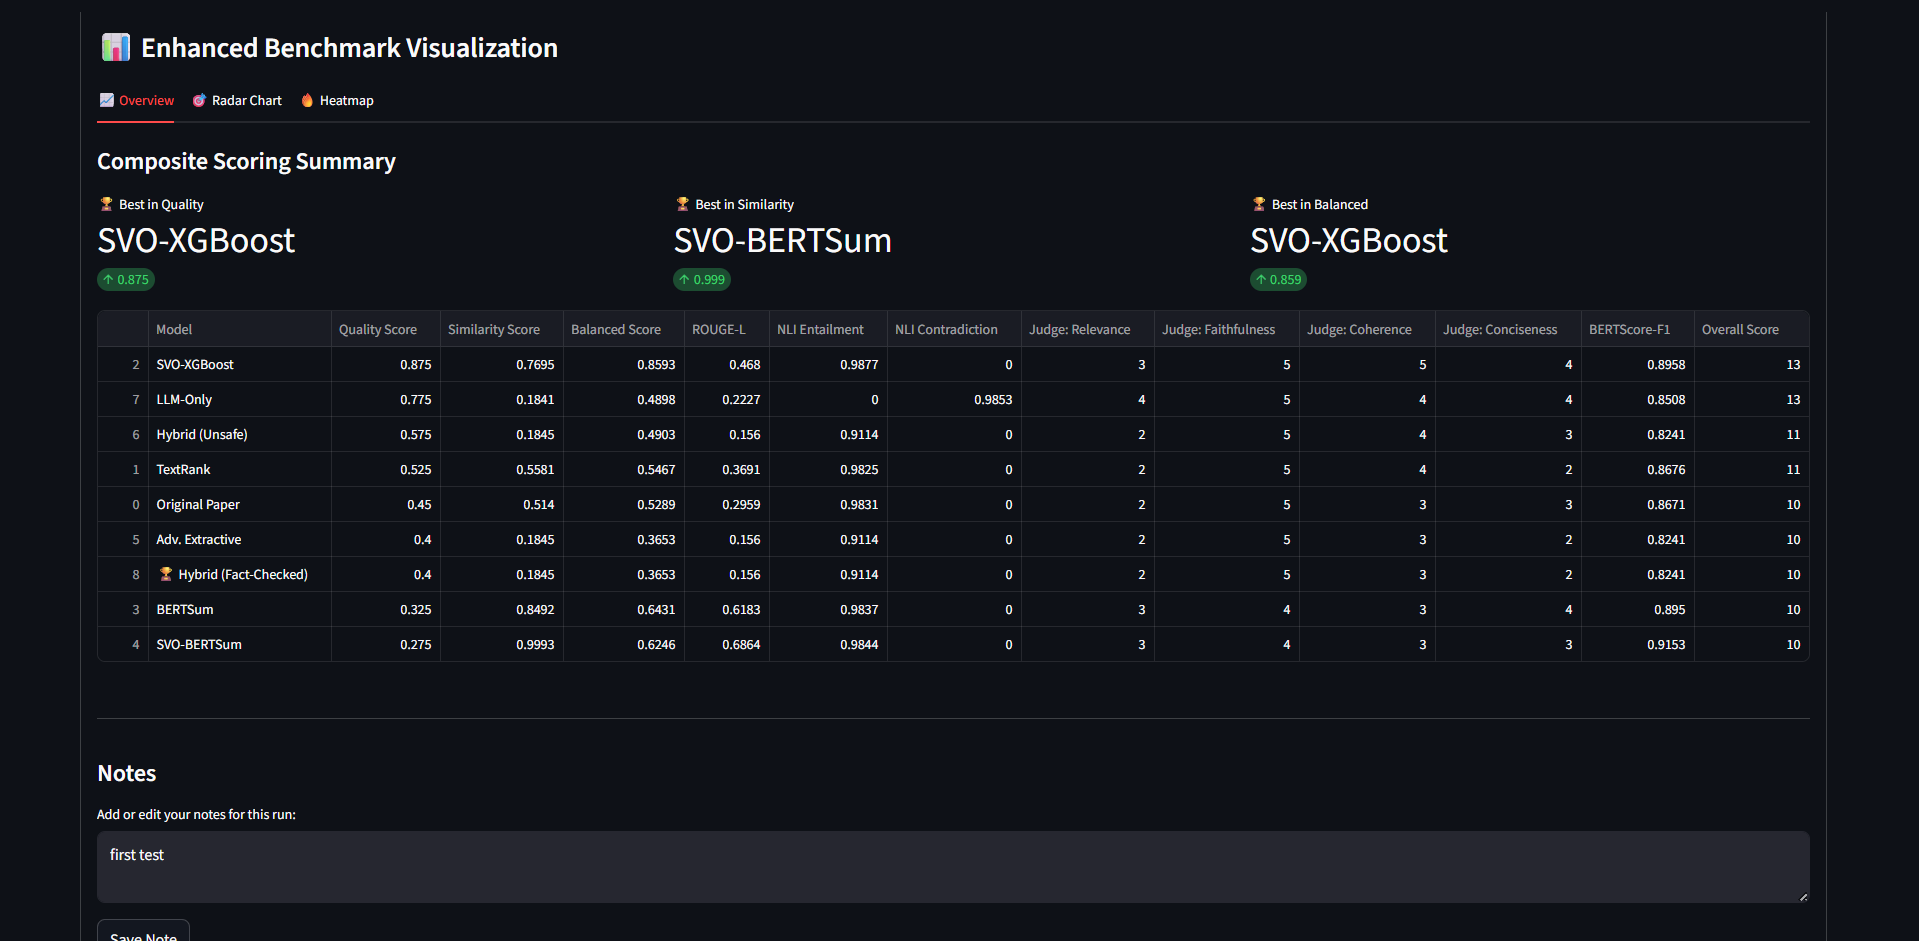 📊 Enhanced Benchmark Visualization
📈 Overview 🎯 Radar Chart 🔥 Heatmap
Composite Scoring Summary
🏆 Best in Quality 🏆 Best in Similarity 🏆 Best in Balanced
SVO-XGBoost SVO-BERTSum SVO-XGBoost
↑ 0.875 ↑ 0.999 ↑ 0.859
Model Quality Score Similarity Score Balanced Score ROUGE-L NLI Entailment NLI Contradiction Judge: Relevance Judge: Faithfulness Judge: Coherence Judge: Conciseness BERTScore-F1 Overall Score
2 SVO-XGBoost 0.875 0.7695 0.8593 0.468 0.9877 0 3 5 5 4 0.8958 13
7 LLM-Only 0.775 0.1841 0.4898 0.2227 0 0.9853 4 5 4 4 0.8508 13
6 Hybrid (Unsafe) 0.575 0.1845 0.4903 0.156 0.9114 0 2 5 4 3 0.8241 11
1 TextRank 0.525 0.5581 0.5467 0.3691 0.9825 0 2 5 4 2 0.8676 11
0 Original Paper 0.45 0.514 0.5289 0.2959 0.9831 0 2 5 3 3 0.8671 10
5 Adv. Extractive 0.4 0.1845 0.3653 0.156 0.9114 0 2 5 3 2 0.8241 10
8 🏆 Hybrid (Fact-Checked) 0.4 0.1845 0.3653 0.156 0.9114 0 2 5 3 2 0.8241 10
3 BERTSum 0.325 0.8492 0.6431 0.6183 0.9837 0 3 4 3 4 0.895 10
4 SVO-BERTSum 0.275 0.9993 0.6246 0.6864 0.9844 0 3 4 3 3 0.9153 10
Notes
Add or edit your notes for this run:
first test
Save Note